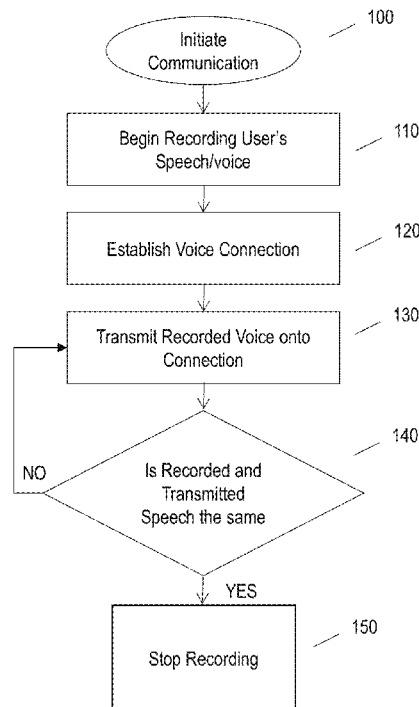 100
Initiate
Communication
Begin Recording User's
Speech/voice
110
Establish Voice Connection
120
Transmit Recorded Voice onto
Connection
130
140
NO
Is Recorded and
Transmitted
Speech the same
YES
150
Stop Recording